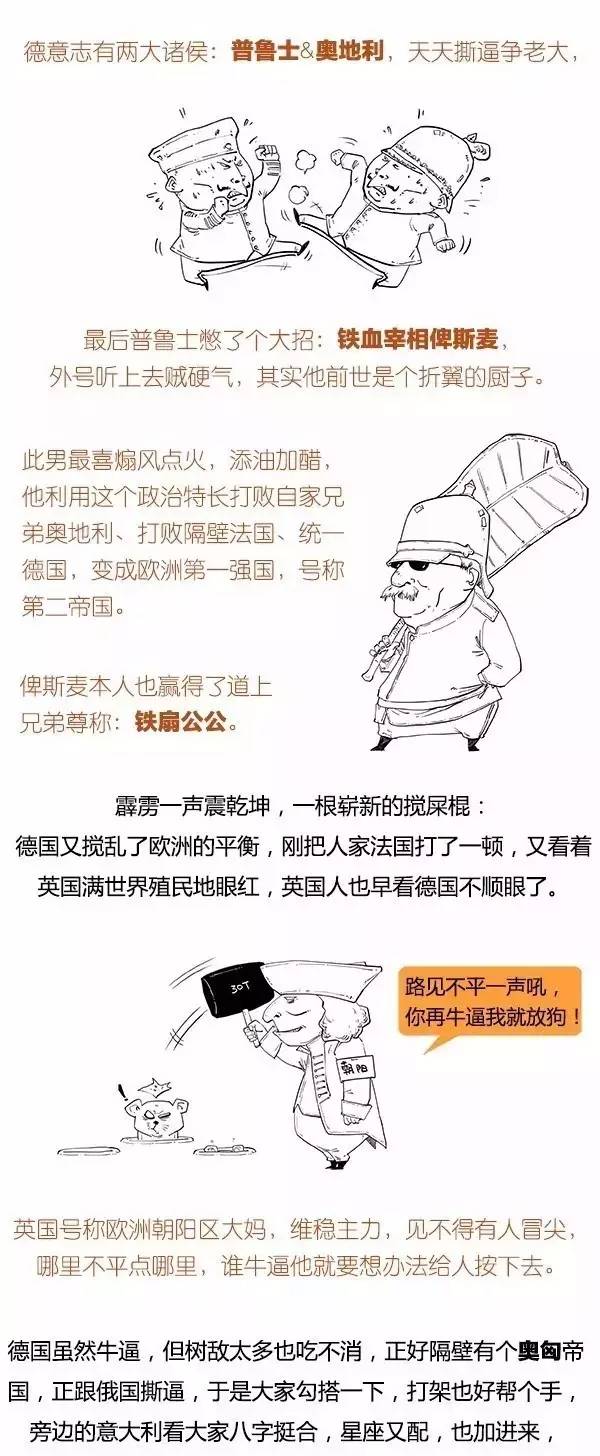 德意志有两大诸侯：普鲁士&奥地利，天天撕逼争老大，
最后普鲁士憋了个大招：铁血宰相俾斯麦，
外号听上去贼硬气，其实他前世是个折翼的厨子。
此男最喜煽风点火，添油加醋，
他利用这个政治特长打败自家兄
弟奥地利、打败隔壁法国、统一
德国，变成欧洲第一强国，号称
第二帝国。
俾斯麦本人也赢得了道上
兄弟尊称：铁扇公公。
霹雳一声震乾坤，一根崭新的搅屎棍：
德国又搅乱了欧洲的平衡，刚把人家法国打了一顿，又看着
英国满世界殖民地眼红，英国人也早看德国不顺眼了。
30T
路见不平一声吼，
你再牛逼我就放狗！
朝阳
英国号称欧洲朝阳区大妈，维稳主力，见不得有人冒尖，
哪里不平点哪里，谁牛逼他就要想办法给人按下去。
德国虽然牛逼，但树敌太多也吃不消，正好隔壁有个奥匈帝
国，正跟俄国撕逼，于是大家勾搭一下，打架也好帮个手，
旁边的意大利看大家八字挺合，星座又配，也加进来，